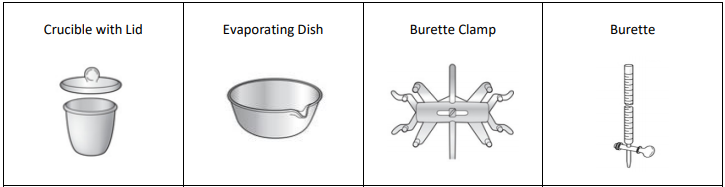 Crucible with Lid
Evaporating Dish
Burette Clamp
Burette